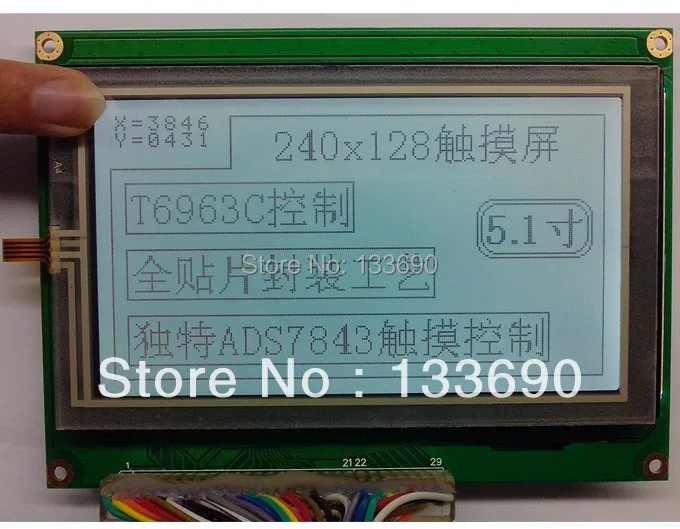 X=3846
Y=0431
240x128触摸屏
T6963C控制
5.1寸
Store No: 133690
全贴片封装工艺
独特ADS7843触摸控制
Store No : 133690
A4
1 21 22 29